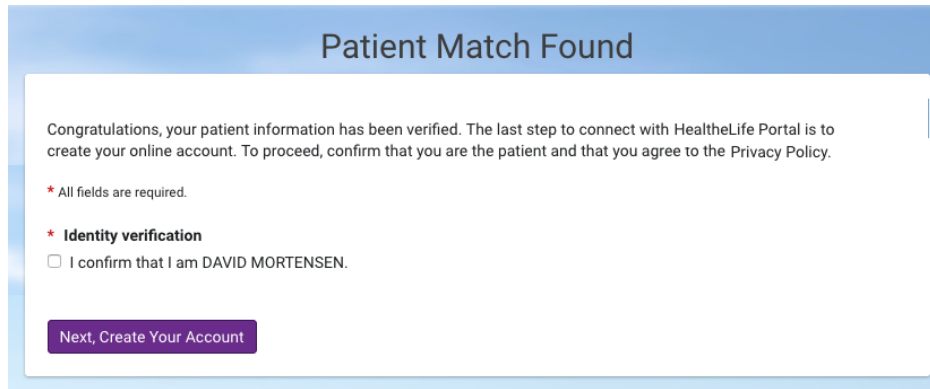 Patient Match Found
Congratulations, your patient information has been verified. The last step to connect with HealtheLife Portal is to
create your online account. To proceed, confirm that you are the patient and that you agree to the Privacy Policy.
* All fields are required.
* Identity verification
I confirm that I am DAVID MORTENSEN.
Next, Create Your Account